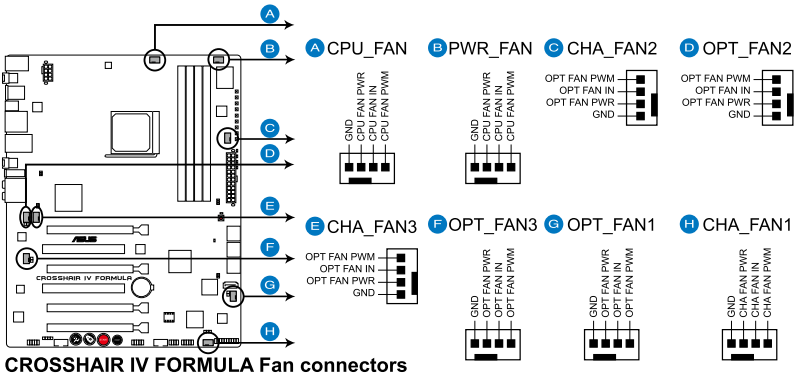 A
B
C
D
E
F
G
H
ASUS
CROSSHAIR IV FORMULA
A CPU_FAN
GND
CPU FAN PWR
CPU FAN IN
CPU FAN PWM
B PWR_FAN
GND
CPU FAN PWR
CPU FAN IN
CPU FAN PWM
C CHA_FAN2
OPT FAN PWM
OPT FAN IN
OPT FAN PWR
GND
D OPT_FAN2
OPT FAN PWM
OPT FAN IN
OPT FAN PWR
GND
E CHA_FAN3
OPT FAN PWM
OPT FAN IN
OPT FAN PWR
GND
F OPT_FAN3
GND
OPT FAN PWR
OPT FAN IN
OPT FAN PWM
G OPT_FAN1
GND
OPT FAN PWR
OPT FAN IN
OPT FAN PWM
H CHA_FAN1
GND
CHA FAN PWR
CHA FAN IN
CHA FAN PWM
CROSSHAIR IV FORMULA Fan connectors